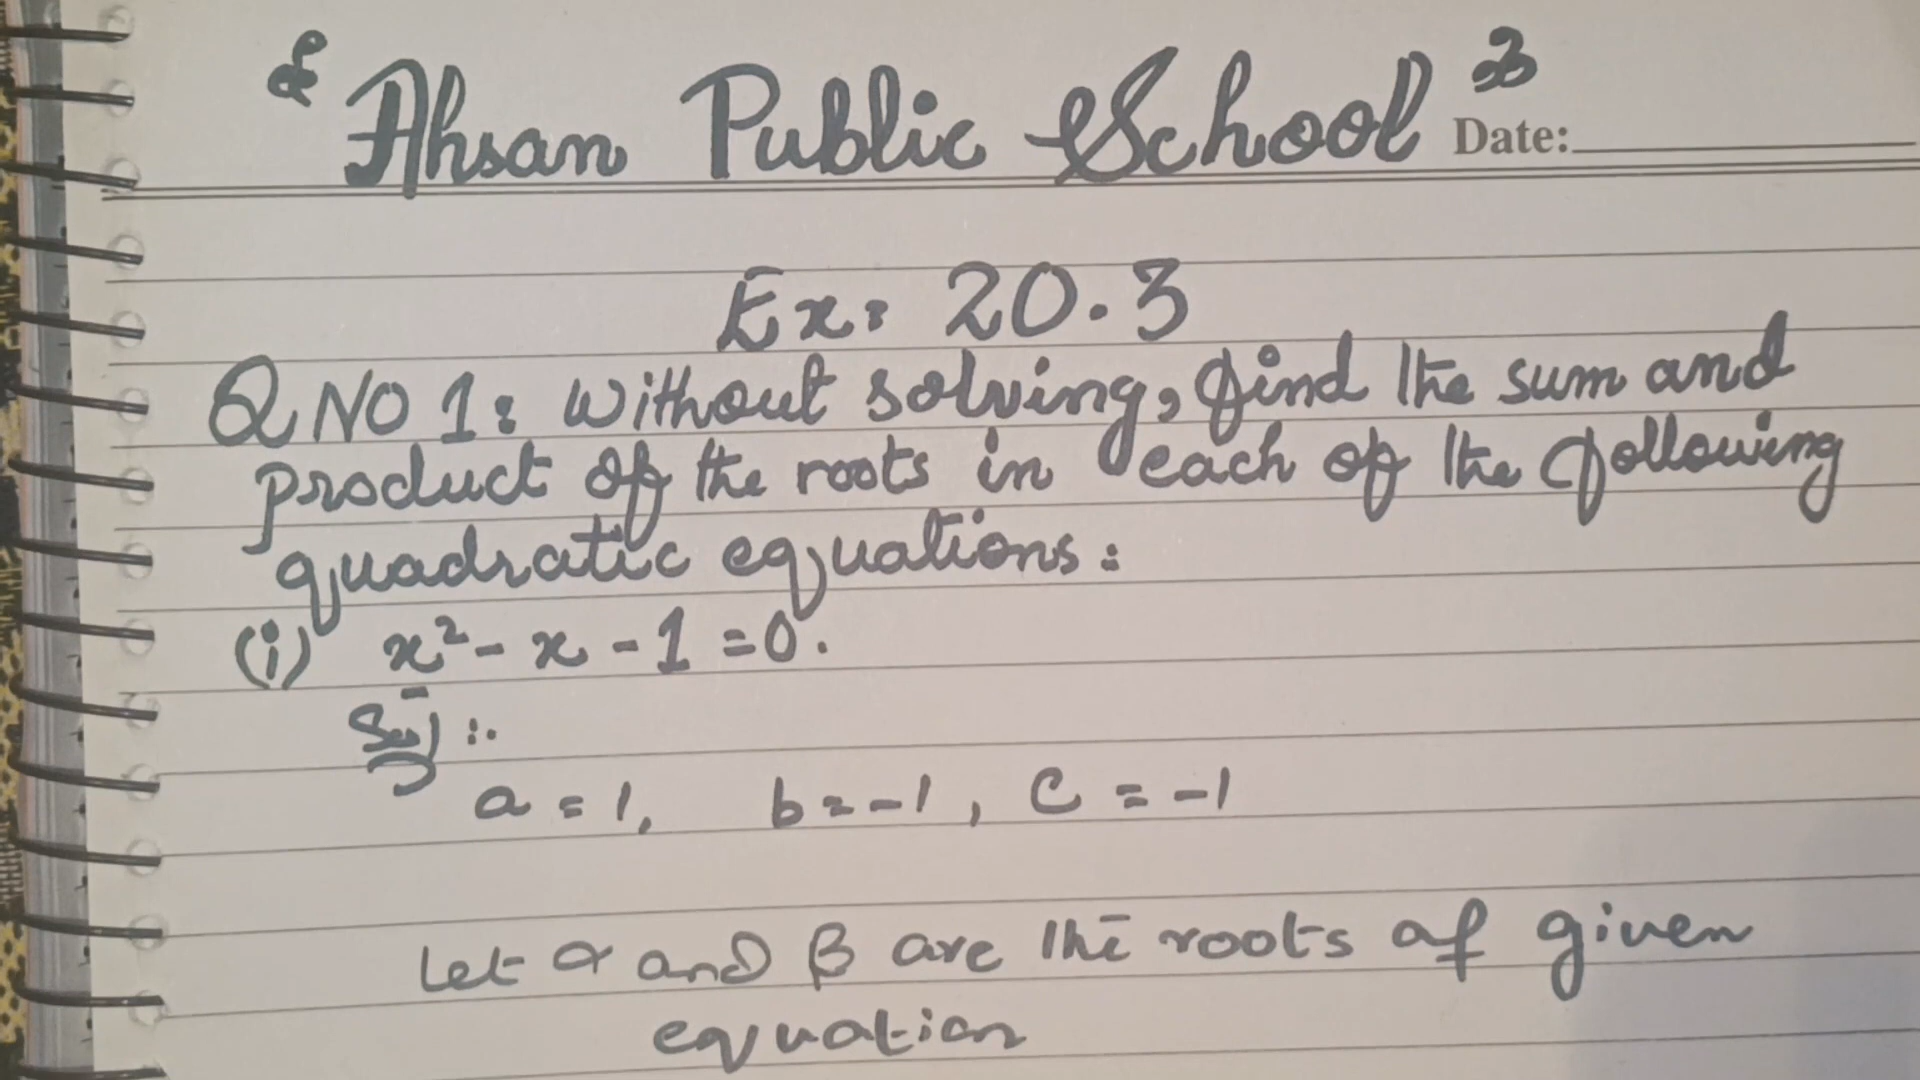 Ahsan Public School
Date:
Ex: 20.3
Q NO 1: Without solving, find the sum and
product of the roots in each of the following
quadratic equations:
(i) x² - x - 1 = 0.
Sol:.
a = 1, b = -1, C = -1
Let α and β are the roots of given
equation